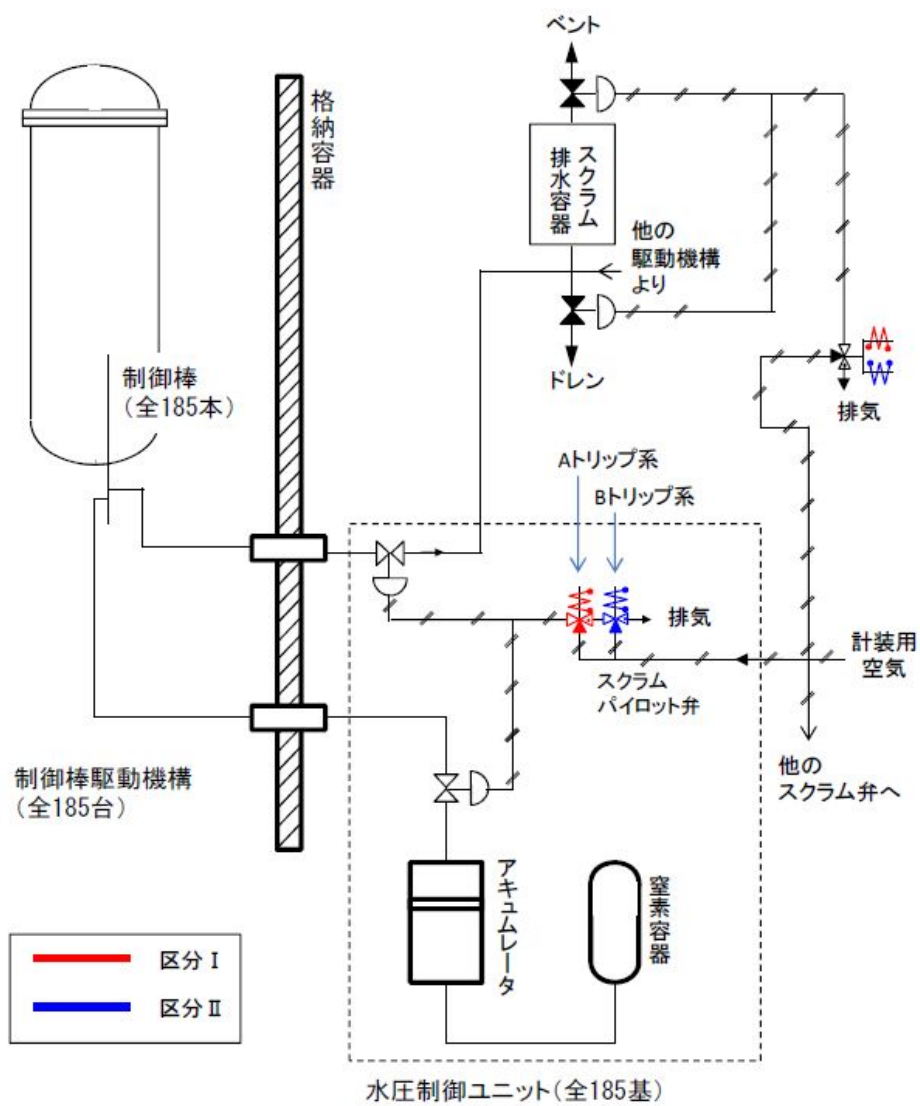 ベント
格納容器
スクラム
排水容器
他の
駆動機構
より
ドレン
制御棒
（全185本）
排気
Aトリップ系
Bトリップ系
排気
計装用
空気
スクラム
パイロット弁
他の
スクラム弁へ
制御棒駆動機構
（全185台）
アキュムレータ
窒素容器
区分Ⅰ
区分Ⅱ
水圧制御ユニット（全185基）